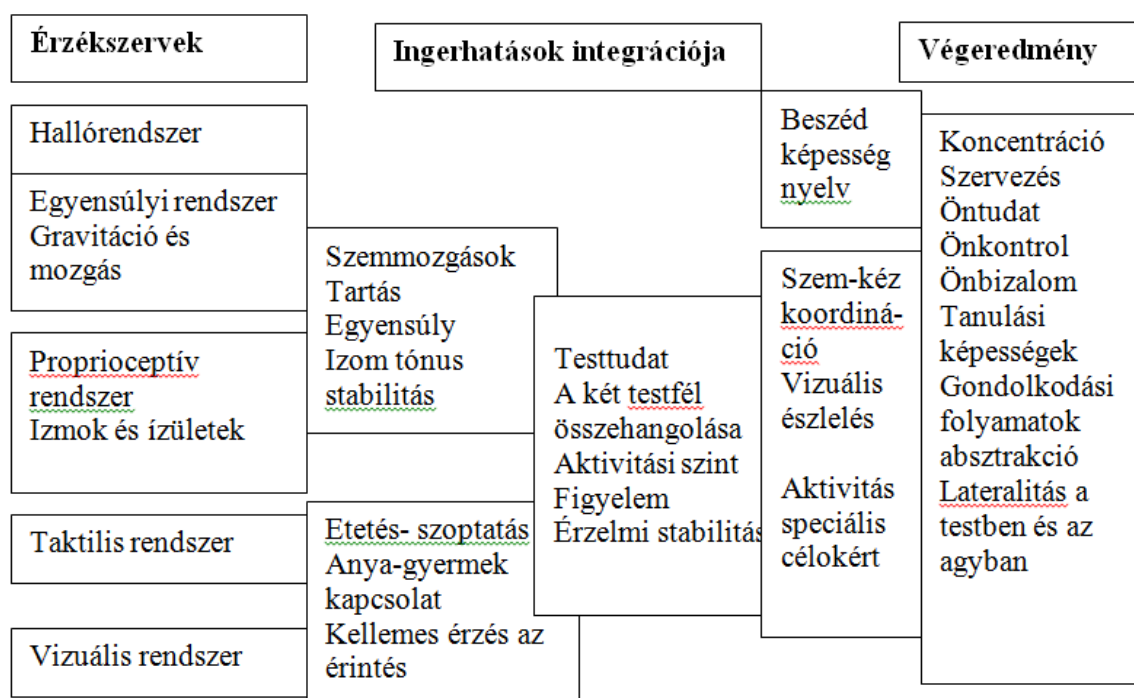 Érzékszervek
Ingerhatások integrációja
Végeredmény
Hallórendszer
Egyensúlyi rendszer
Gravitáció és
mozgás
Proprioceptív
rendszer
Izmok és ízületek
Taktilis rendszer
Vizuális rendszer
Szemmozgások
Tartás
Egyensúly
Izom tónus
stabilitás
Etetés- szoptatás
Anya-gyermek
kapcsolat
Kellemes érzés az
érintés
Testtudat
A két testfél
összehangolása
Aktivitási szint
Figyelem
Érzelmi stabilitás
Beszéd
képesség
nyelv
Szem-kéz
koordiná-
ció
Vizuális
észlelés
Aktivitás
speciális
célokért
Koncentráció
Szervezés
Öntudat
Önkontrol
Önbizalom
Tanulási
képességek
Gondolkodási
folyamatok
absztrakció
Lateralitás a
testben és az
agyban